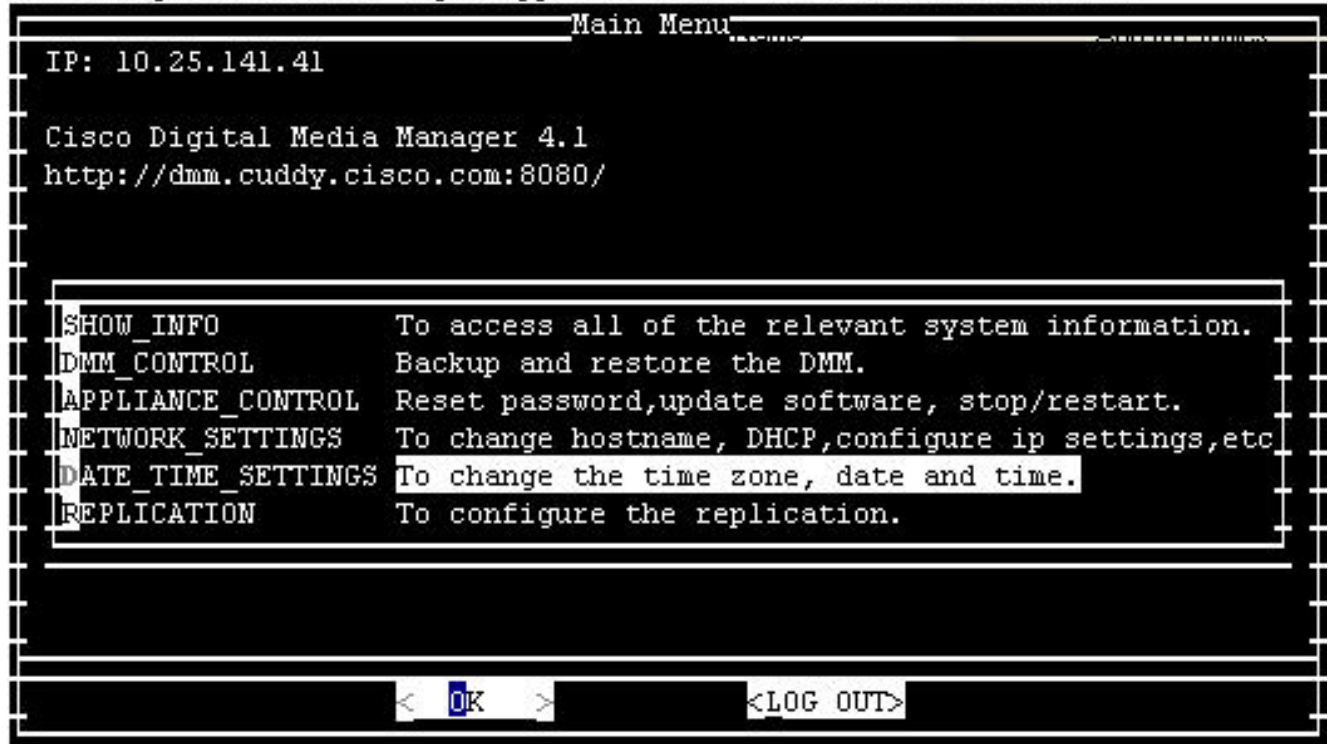 Main Menu
IP: 10.25.141.41
Cisco Digital Media Manager 4.1
http://dmm.cuddy.cisco.com:8080/
SHOW_INFO To access all of the relevant system information.
DMM_CONTROL Backup and restore the DMM.
APPLIANCE_CONTROL Reset password,update software, stop/restart.
NETWORK_SETTINGS To change hostname, DHCP,configure ip settings,etc
DATE_TIME_SETTINGS To change the time zone, date and time.
REPLICATION To configure the replication.
< OK > <LOG OUT>